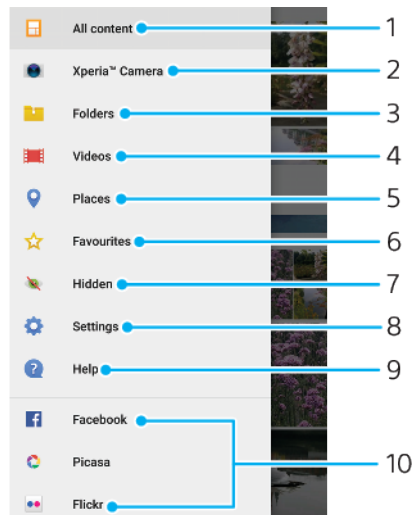 All content 1
Xperia™ Camera 2
Folders 3
Videos 4
Places 5
Favourites 6
Hidden 7
Settings 8
? Help 9
f Facebook
Picasa 10
Flickr